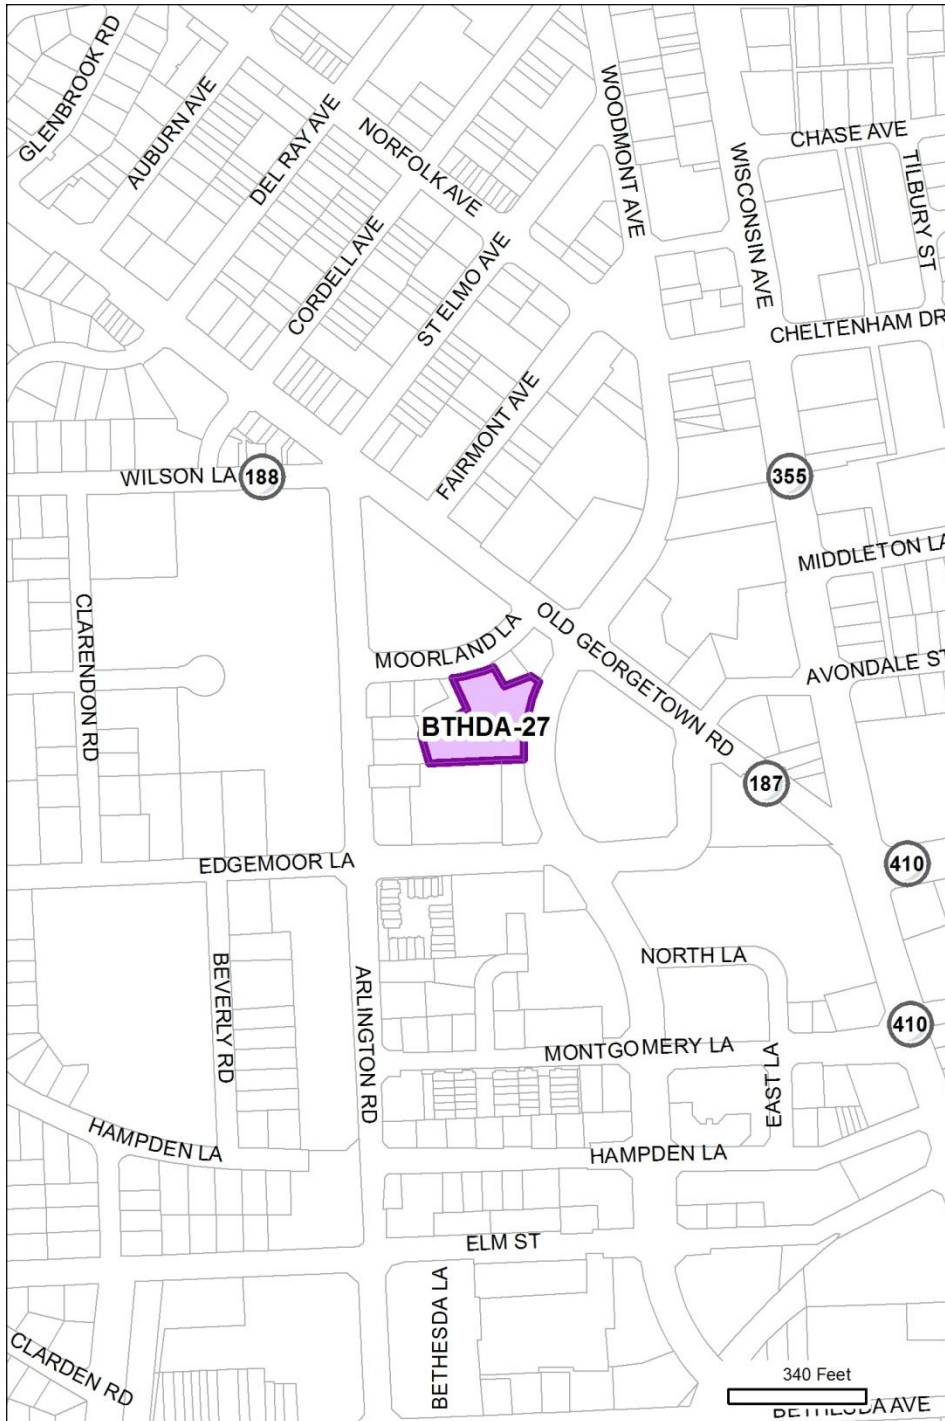 GLENBROOK RD
AUBURN AVE
DEL RAY AVE
NORFOLK AVE
WOODMONT AVE
WISCONSIN AVE
CHASE AVE
TILBURY ST
CORDELL AVE
ST ELMO AVE
CHELTENHAM DR
FAIRMONT AVE
WILSON LA
188
355
MIDDLETON LA
CLARENDON RD
MOORLAND LA
OLD GEORGETOWN RD
AVONDALE ST
BTHDA-27
187
EDGEMOOR LA
410
BEVERLY RD
ARLINGTON RD
NORTH LA
410
MONTGOMERY LA
EAST LA
HAMPDEN LA
HAMPDEN LA
ELM ST
BETHESDA LA
CLARDEN RD
340 Feet
BETHESDA AVE